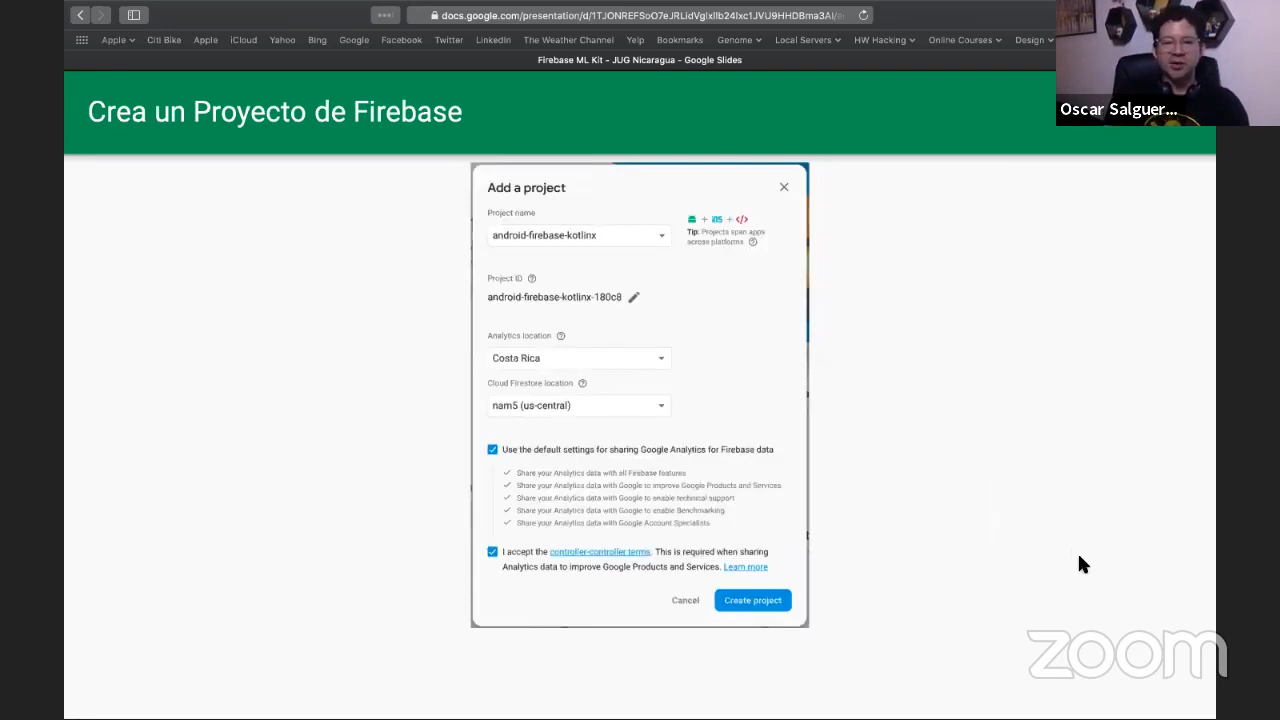 docs.google.com/presentation/d/1TJONREFSoO7eJRLidVglxllb24lxc1JVU9HHDBma3AI/e
Apple Citi Bike Apple iCloud Yahoo Bing Google Facebook Twitter LinkedIn The Weather Channel Yelp Bookmarks Genome Local Servers HW Hacking Online Courses Design
Firebase ML Kit - JUG Nicaragua - Google Slides
Oscar Salguer...
Crea un Proyecto de Firebase
Add a project
Project name
android-firebase-kotlinx
iOS + </>
Tip: Projects span apps
across platforms
Project ID
android-firebase-kotlinx-180c8
Analytics location
Costa Rica
Cloud Firestore location
nam5 (us-central)
Use the default settings for sharing Google Analytics for Firebase data
Share your Analytics data with all Firebase features
Share your Analytics data with Google to improve Google Products and Services
Share your Analytics data with Google to enable technical support
Share your Analytics data with Google to enable Benchmarking
Share your Analytics data with Google Account Specialists
I accept the controller-controller terms. This is required when sharing
Analytics data to improve Google Products and Services. Learn more
Cancel
Create project
zoom